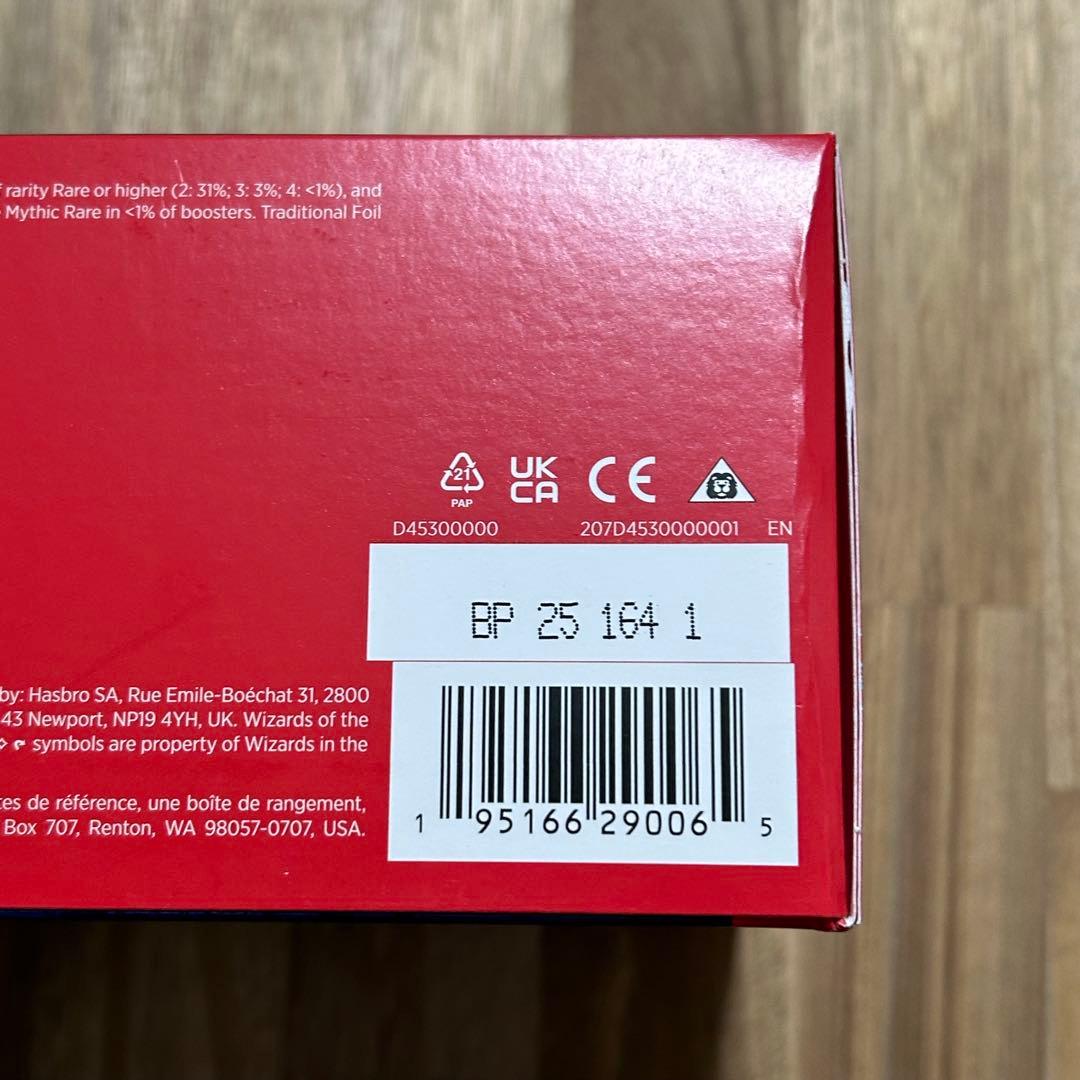 f rarity Rare or higher (2: 31%; 3: 3%; 4: <1%), and
Mythic Rare in <1% of boosters. Traditional Foil
21
PAP
UK
CA
CE
D45300000 207D4530000001 EN
BP 25 164 1
by: Hasbro SA, Rue Emile-Boéchat 31, 2800
43 Newport, NP19 4YH, UK. Wizards of the
symbols are property of Wizards in the
tes de référence, une boîte de rangement,
Box 707, Renton, WA 98057-0707, USA.
1 95166 29006 5